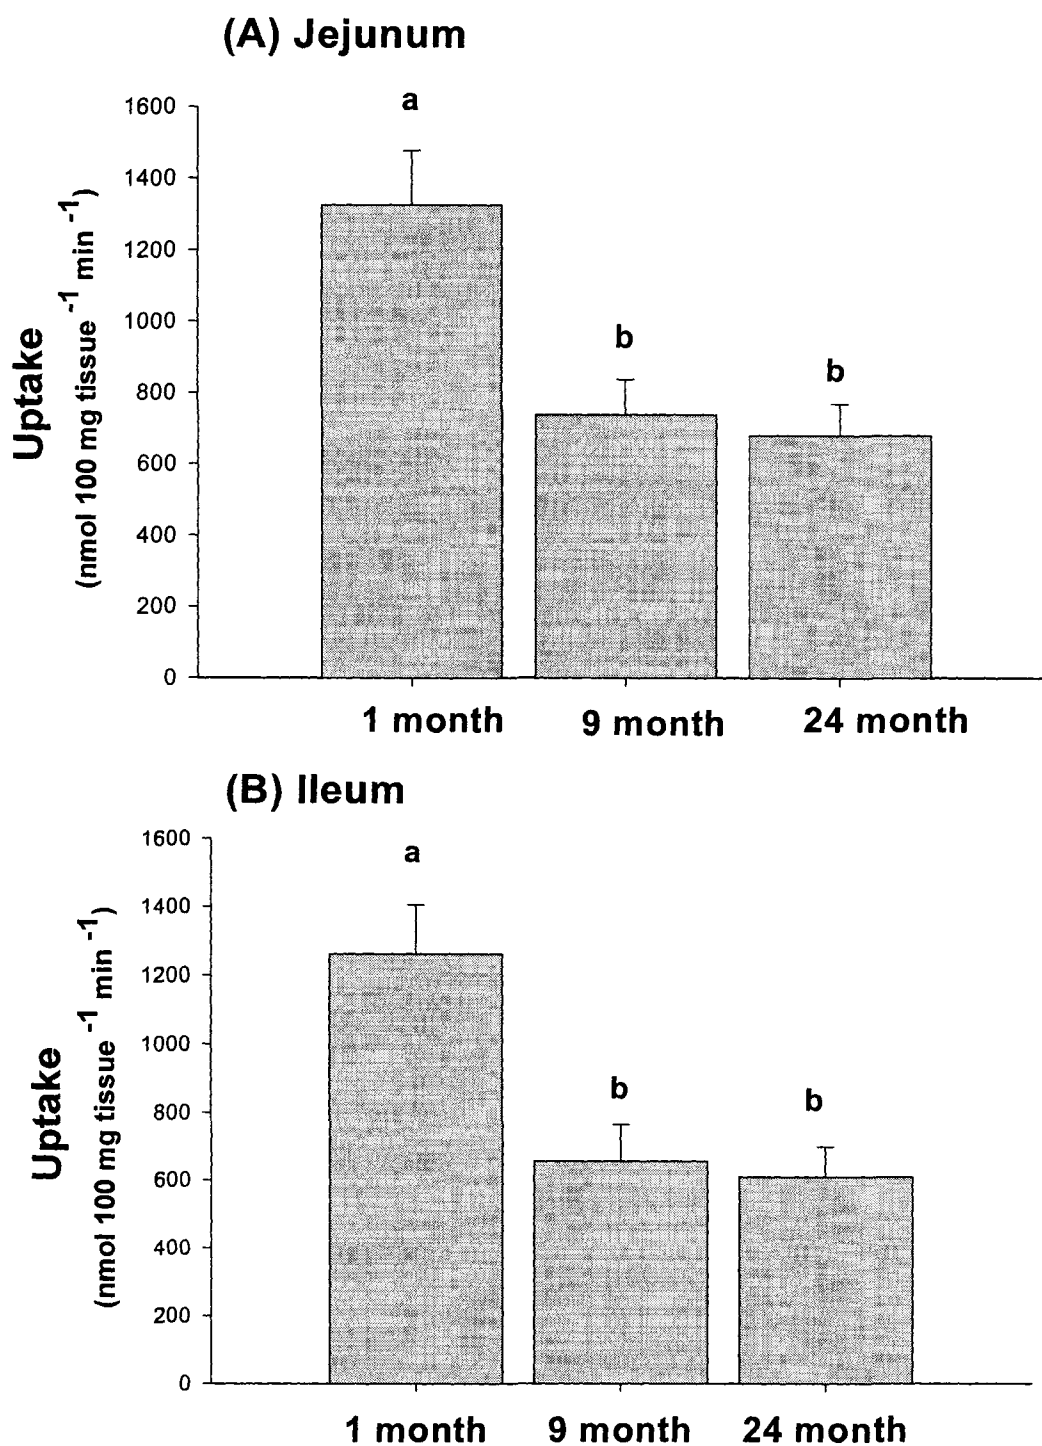 (A) Jejunum
1600
1400
1200
1000
800
600
400
200
0
Uptake
(nmol 100 mg tissue -1 min -1)
a
b
b
1 month
9 month
24 month
(B) Ileum
1600
1400
1200
1000
800
600
400
200
0
Uptake
(nmol 100 mg tissue -1 min -1)
a
b
b
1 month
9 month
24 month